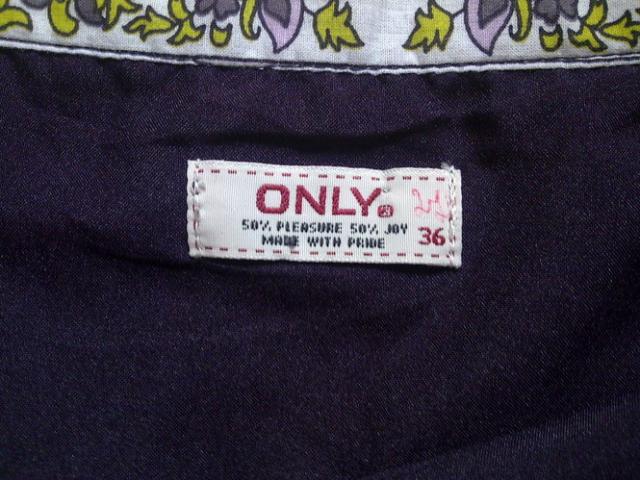 ONLY.
50% PLEASURE 50% JOY
MADE WITH PRIDE
36